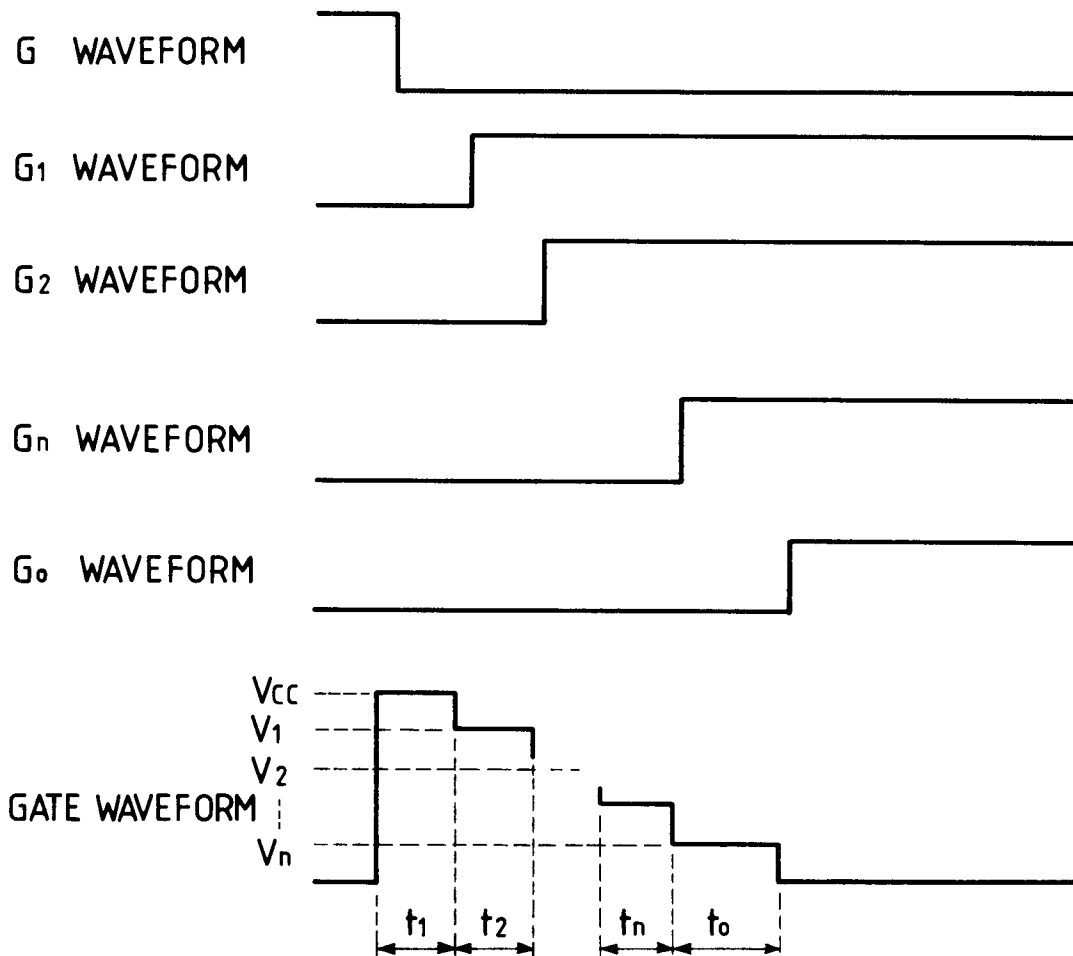 G WAVEFORM
G1 WAVEFORM
G2 WAVEFORM
Gn WAVEFORM
Go WAVEFORM
VCC
V1
V2
GATE WAVEFORM
Vn
t1 t2 tn to